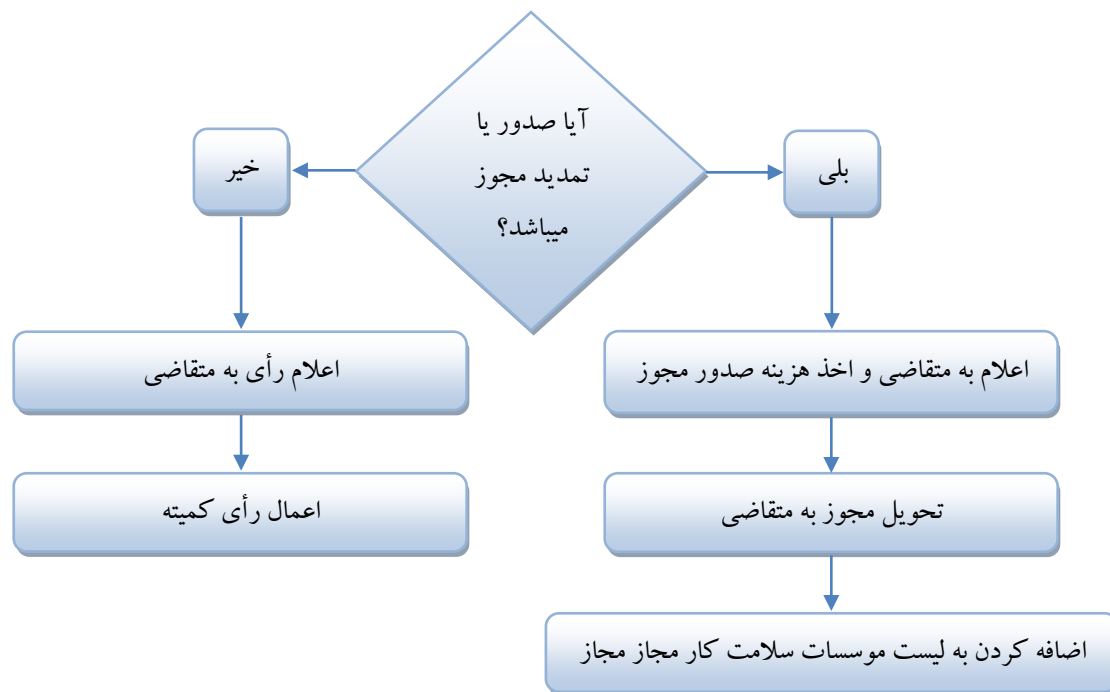 آیا صدور یا
تمدید مجوز
میباشد؟
بلی
خیر
اعلام به متقاضی و اخذ هزینه صدور مجوز
اعلام رأی به متقاضی
تحویل مجوز به متقاضی
اعمال رأی کمیته
اضافه کردن به لیست موسسات سلامت کار مجاز مجاز